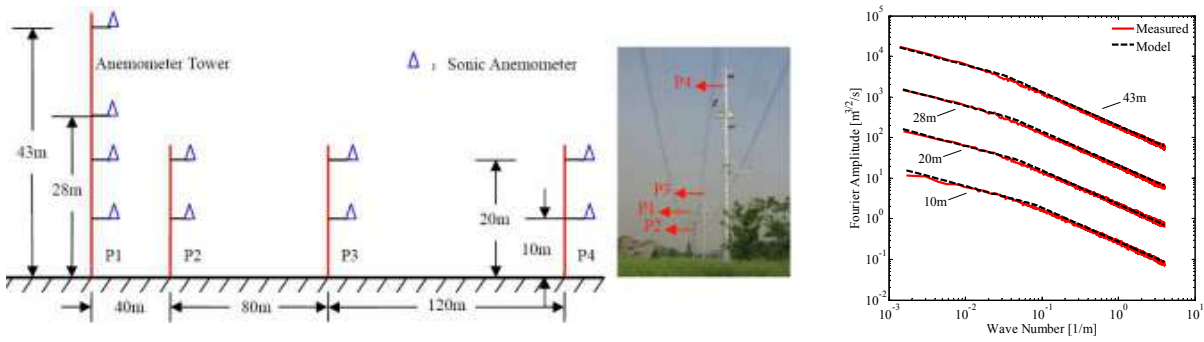 43m
28m
Anemometer Tower
: Sonic Anemometer
P1
P2
P3
P4
20m
10m
40m
80m
120m
P4
P3
P1
P2
Fourier Amplitude [m^3/2/s]
10^5
10^4
10^3
10^2
10^1
10^0
10^-1
10^-2
Measured
Model
43m
28m
20m
10m
10^-3
10^-2
10^-1
10^0
10^1
Wave Number [1/m]